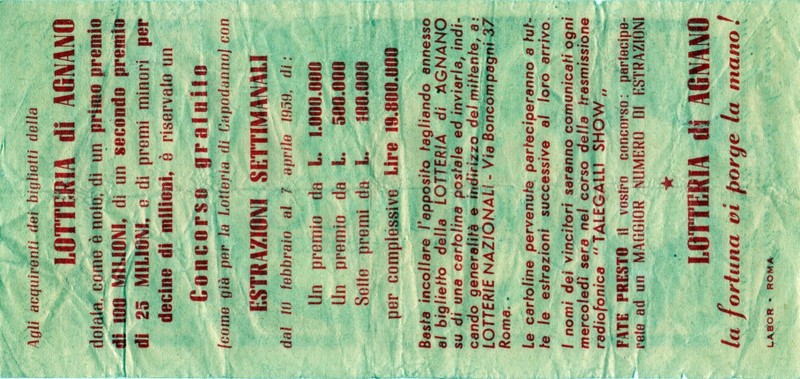 Agli acquirenti dei biglietti della
LOTTERIA di AGNANO
dotata, come è noto, di un primo premio
di 100 MILIONI, di un secondo premio
di 25 MILIONI e di premi minori per
decine di milioni, è riservato un
Concorso gratuito
(come già per la Lotteria di Capodanno) con
ESTRAZIONI SETTIMANALI
dal 10 febbraio al 7 aprile 1959, di:
Un premio da L. 1.000.000
Un premio da L. 500.000
Sette premi da L. 100.000
per complessive Lire 19.800.000
Basta incollare l'apposito tagliando annesso
al biglietto della LOTTERIA di AGNANO
su di una cartolina postale ed inviarla, indi-
cando generalità e indirizzo del mittente, a:
LOTTERIE NAZIONALI - Via Boncompagni - 37
Roma.
Le cartoline pervenute parteciperanno a tut-
te le estrazioni successive al loro arrivo.
I nomi dei vincitori saranno comunicati ogni
mercoledì sera nel corso della trasmissione
radiofonica "TALEGALLI SHOW"
FATE PRESTO il vostro concorso: partecipe-
rete ad un MAGGIOR NUMERO DI ESTRAZIONI
LOTTERIA di AGNANO
la fortuna vi porge la mano!
LABOR - ROMA